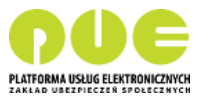 PUE
PLATFORMA USŁUG ELEKTRONICZNYCH
ZAKŁAD UBEZPIECZEŃ SPOŁECZNYCH